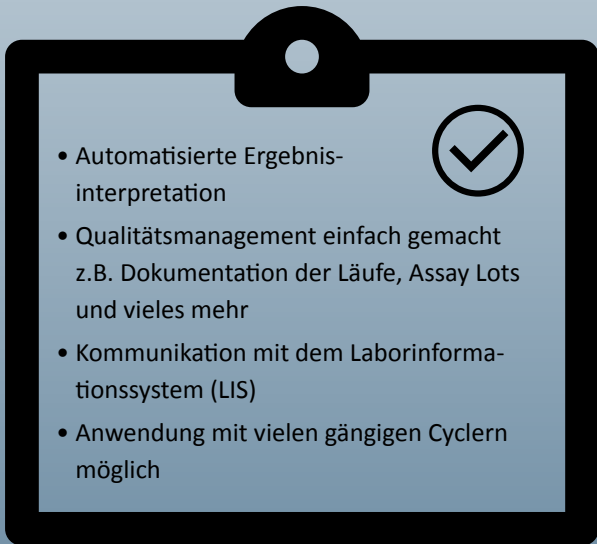 • Automatisierte Ergebnis-
interpretation
• Qualitätsmanagement einfach gemacht
z.B. Dokumentation der Läufe, Assay Lots
und vieles mehr
• Kommunikation mit dem Laborinforma-
tionssystem (LIS)
• Anwendung mit vielen gängigen Cyclern
möglich